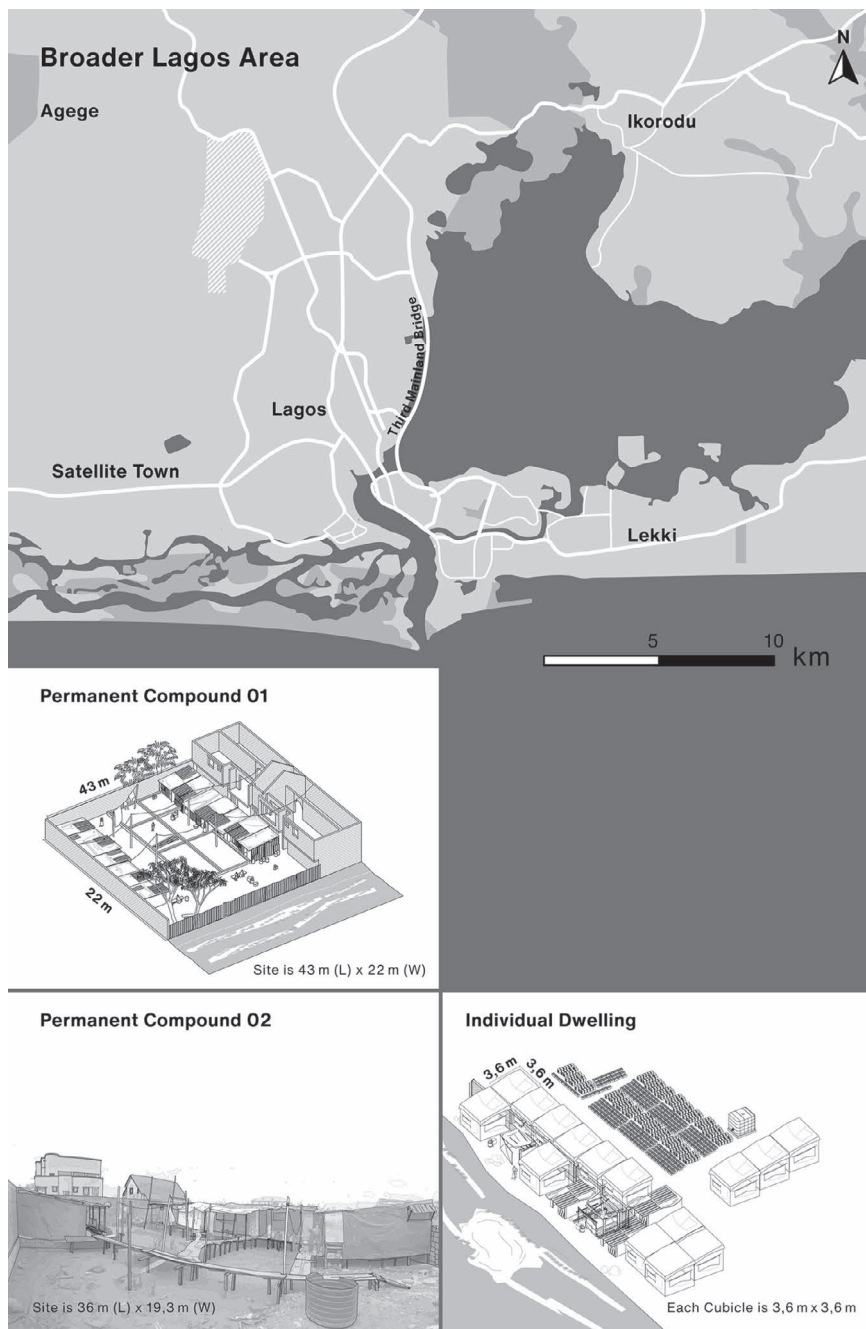 Broader Lagos Area
N
Agege
Ikorodu
Third Mainland Bridge
Lagos
Satellite Town
Lekki
5
10
km
Permanent Compound 01
43 m
22 m
Site is 43 m (L) x 22 m (W)
Permanent Compound 02
Site is 36 m (L) x 19,3 m (W)
Individual Dwelling
3,6 m
3,6 m
Each Cubicle is 3,6 m x 3,6 m